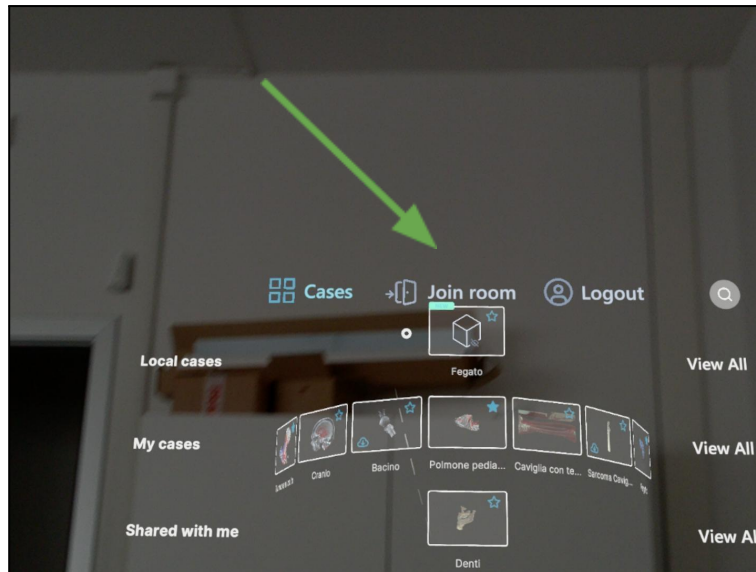 Cases Join room Logout
Local cases
Fegato
View All
My cases
Cranio
Bacino
Polmone pedia...
Caviglia con te...
Sarcoma Cavig...
View All
Shared with me
Denti
View Al